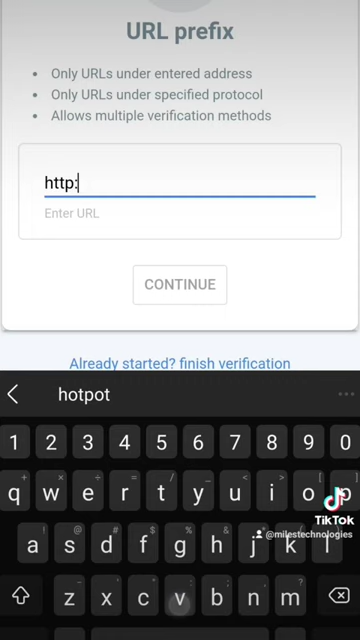 URL prefix
• Only URLs under entered address
• Only URLs under specified protocol
• Allows multiple verification methods
http:
Enter URL
CONTINUE
Already started? finish verification
hotpot
1 2 3 4 5 6 7 8 9 0
q w e r t y u i o p
TikTok
@milestechnologies
a s d f g h j k l
z x c v b n m